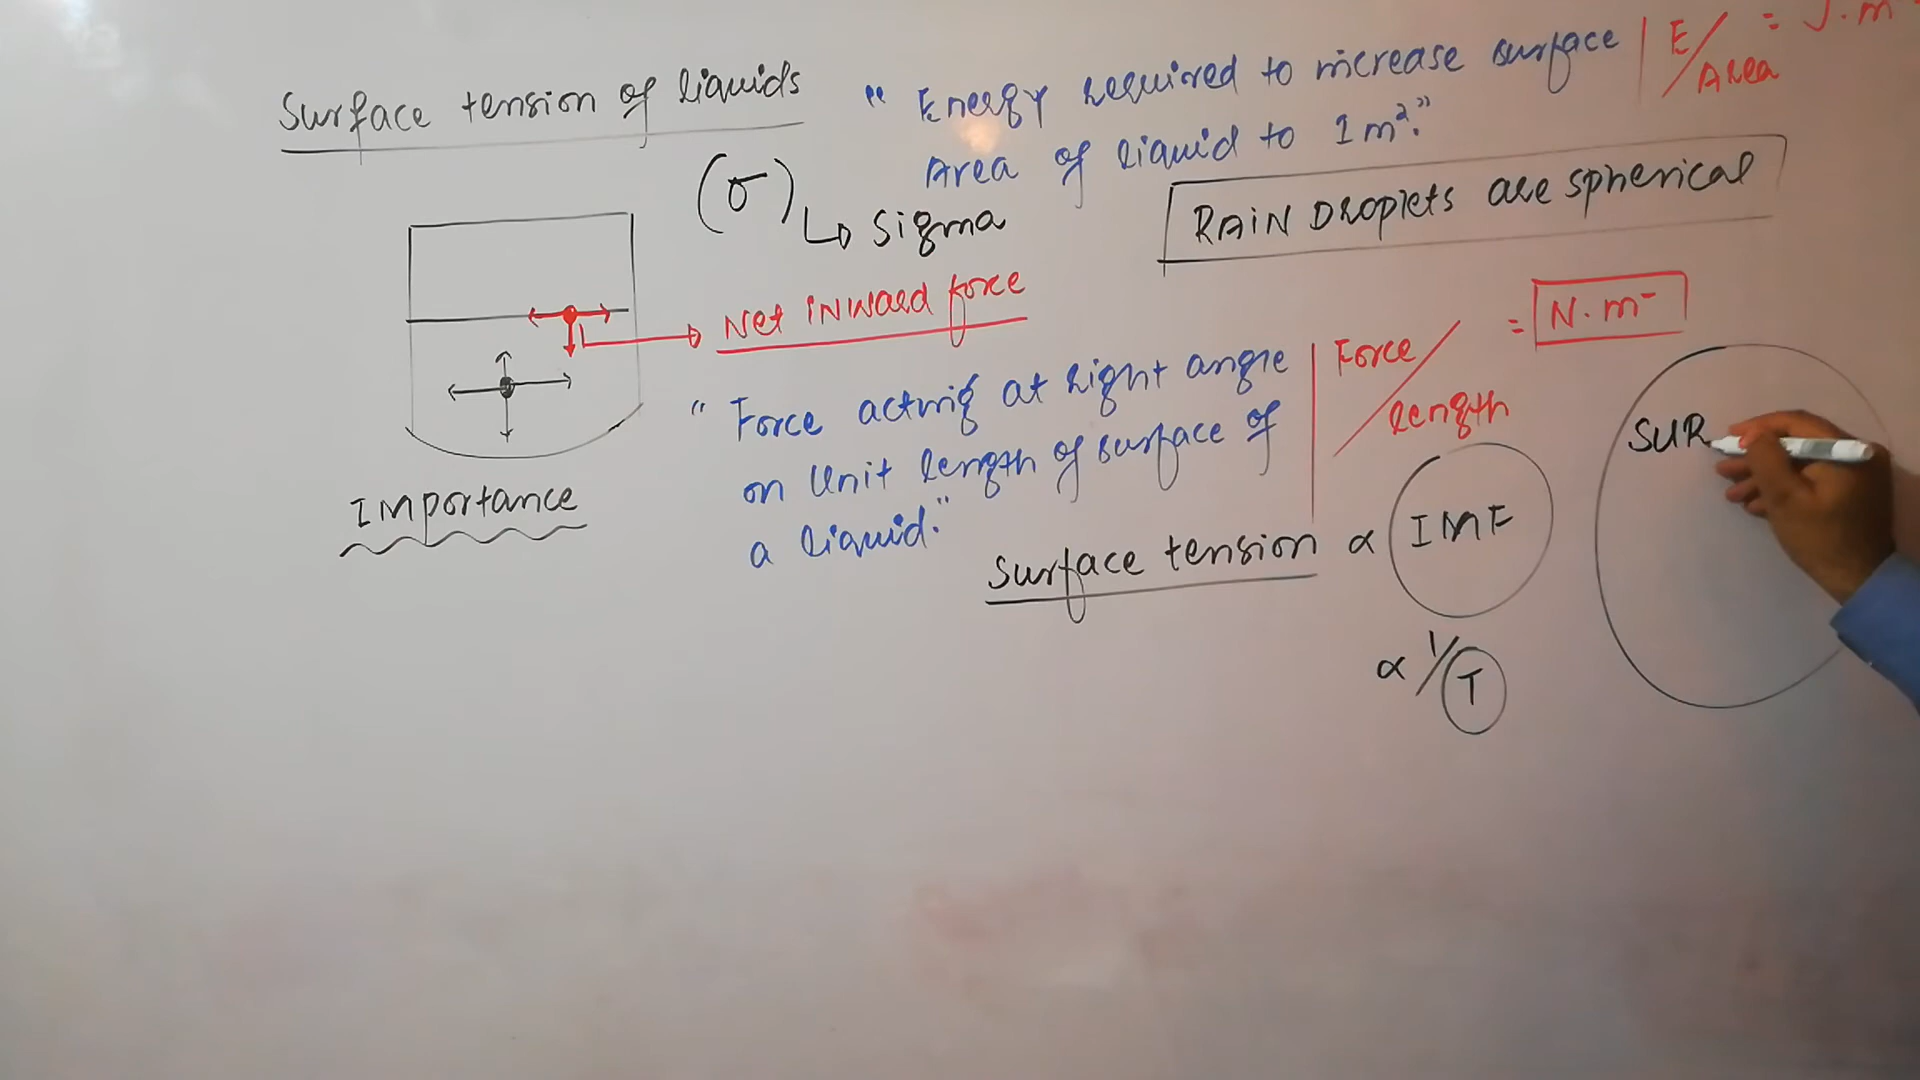 Surface tension of liquids
" Energy required to increase surface
Area of liquid to 1 m²."
E/Area = J.m
(σ)
↳ Sigma
RAIN Droplets are spherical
Net INWARD force
= N.m⁻
" Force acting at right angle
on Unit length of surface of
a liquid."
Force/length
Importance
Surface tension ∝ IMF
∝ 1/T
SUR